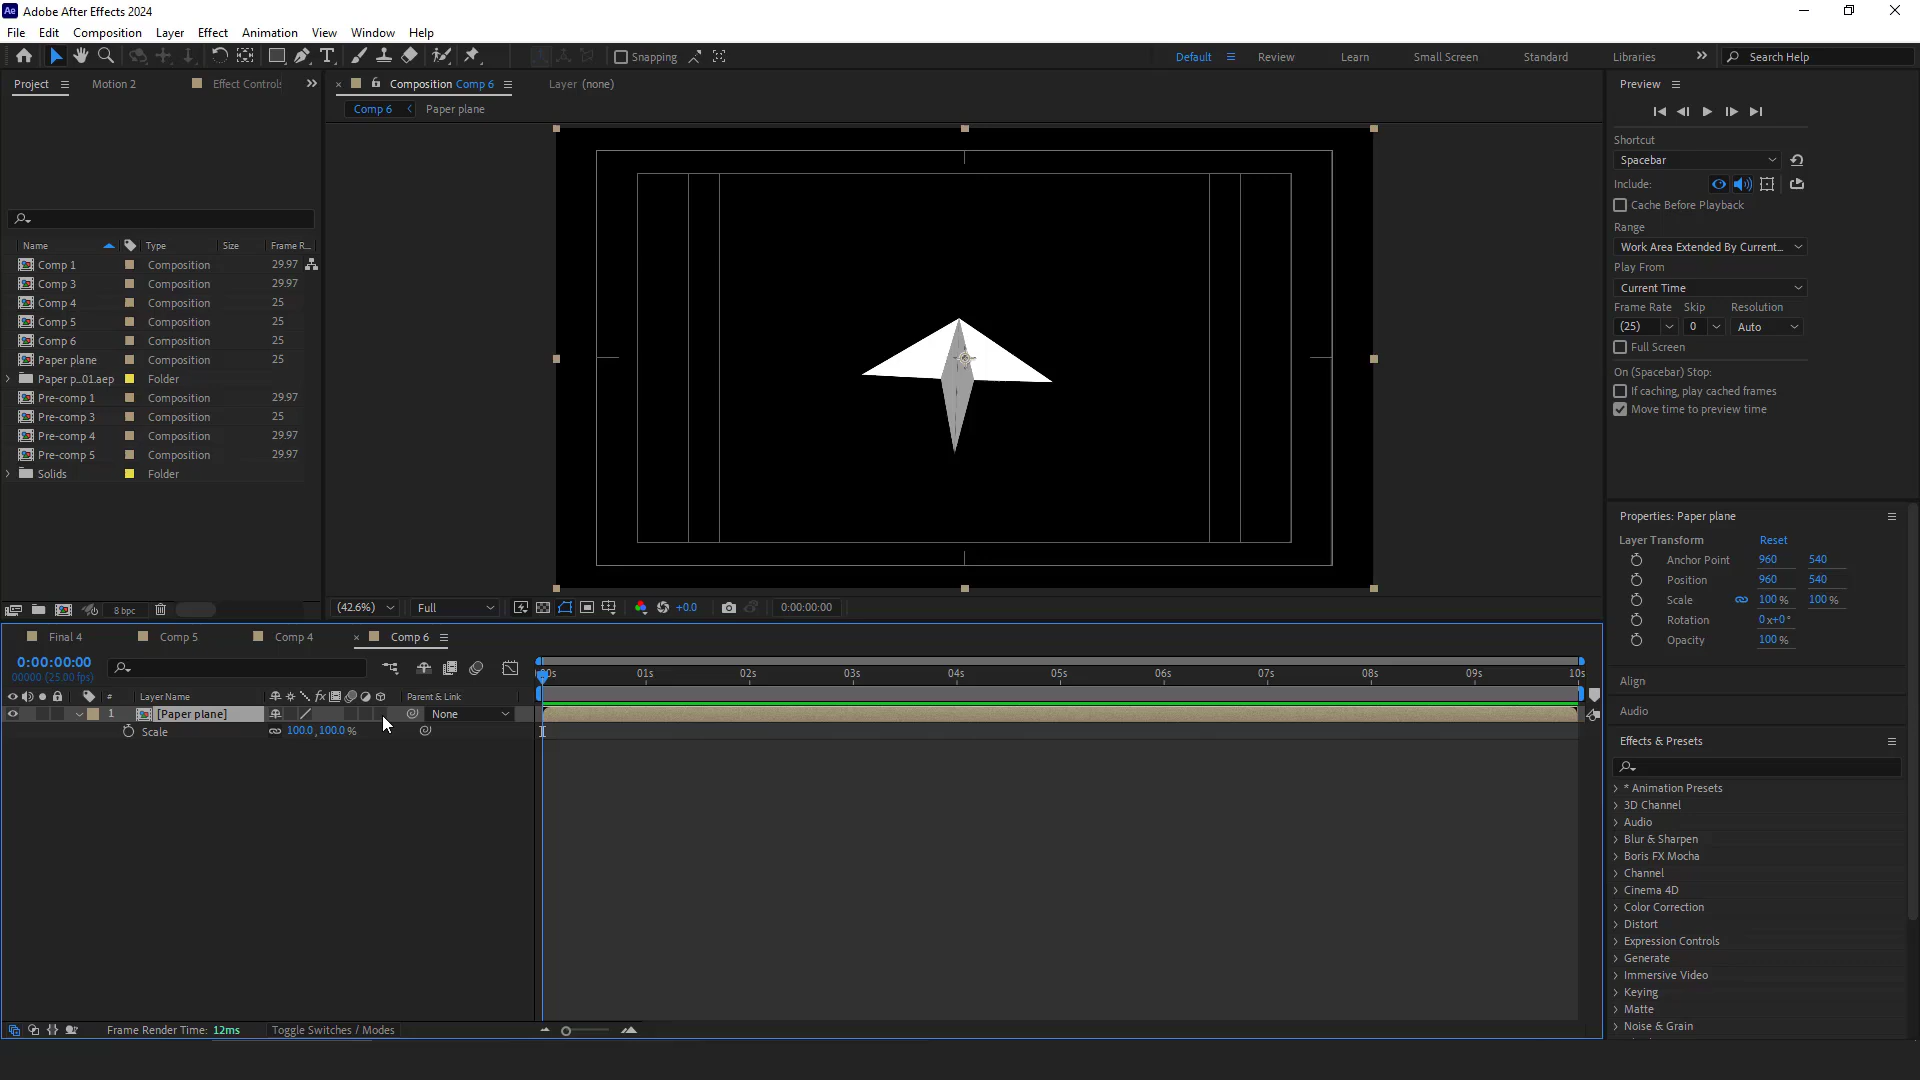 Adobe After Effects 2024
File Edit Composition Layer Effect Animation View Window Help
Snapping
Default Review Learn Small Screen Standard Libraries Search Help
Project Motion 2 Effect Controls
Composition Comp 6 Layer (none)
Comp 6 Paper plane
Name Type Size Frame R...
Comp 1 Composition 29.97
Comp 3 Composition 29.97
Comp 4 Composition 25
Comp 5 Composition 25
Comp 6 Composition 25
Paper plane Composition 25
Paper p...01.aep Folder
Pre-comp 1 Composition 29.97
Pre-comp 3 Composition 25
Pre-comp 4 Composition 29.97
Pre-comp 5 Composition 29.97
Solids Folder
8 bpc
(42.6%) Full +0.0 0:00:00:00
Preview
Shortcut
Spacebar
Include:
Cache Before Playback
Range
Work Area Extended By Current...
Play From
Current Time
Frame Rate Skip Resolution
(25) 0 Auto
Full Screen
On (Spacebar) Stop:
If caching, play cached frames
Move time to preview time
Properties: Paper plane
Layer Transform Reset
Anchor Point 960 540
Position 960 540
Scale 100 % 100 %
Rotation 0x+0°
Opacity 100 %
Align
Audio
Effects & Presets
* Animation Presets
3D Channel
Audio
Blur & Sharpen
Boris FX Mocha
Channel
Cinema 4D
Color Correction
Distort
Expression Controls
Generate
Immersive Video
Keying
Matte
Noise & Grain
Final 4 Comp 5 Comp 4 Comp 6
0:00:00:00
00000 (25.00 fps)
# Layer Name fx Parent & Link
00s 01s 02s 03s 04s 05s 06s 07s 08s 09s 10s
1 [Paper plane] None
Scale 100.0,100.0 %
Frame Render Time: 12ms Toggle Switches / Modes